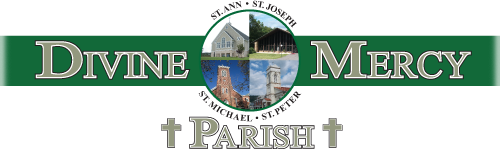 ST. ANN • ST. JOSEPH
DIVINE MERCY
ST. MICHAEL • ST. PETER
PARISH